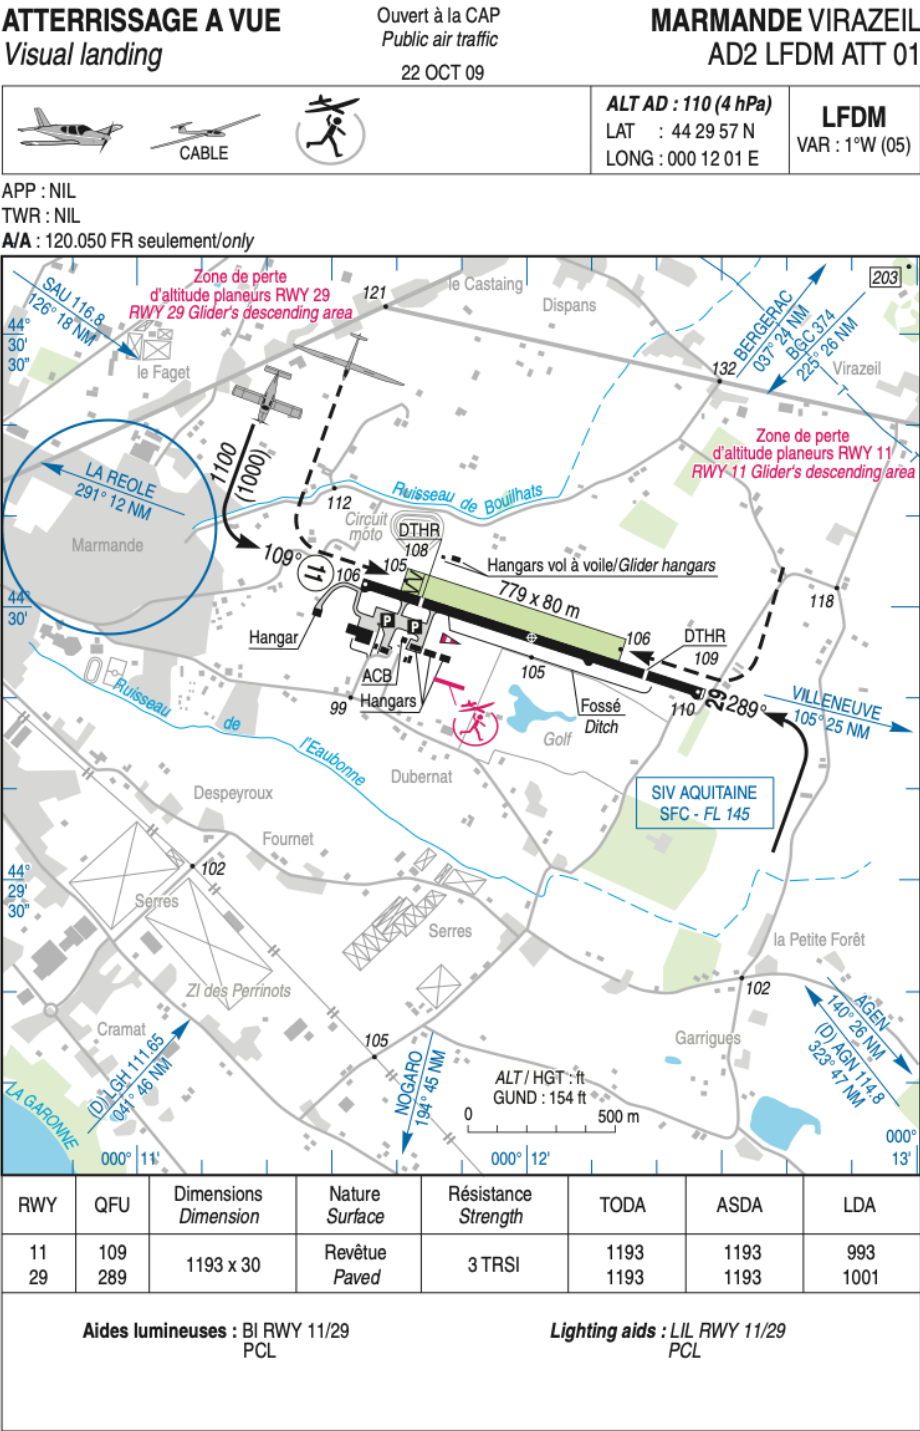 ATTERRISSAGE A VUE
Visual landing
Ouvert à la CAP
Public air traffic
22 OCT 09
MARMANDE VIRAZEIL
AD2 LFDM ATT 01
CABLE
ALT AD : 110 (4 hPa)
LAT : 44 29 57 N
LONG : 000 12 01 E
LFDM
VAR : 1°W (05)
APP : NIL
TWR : NIL
A/A : 120.050 FR seulement/only
SAU 116.8
126° 18 NM
Zone de perte
d'altitude planeurs RWY 29
RWY 29 Glider's descending area
121
le Castaing
Dispans
BERGERAC
037° 24 NM
BGC 374
225° 26 NM
203
44°
30'
30"
le Faget
132
Virazeil
Zone de perte
d'altitude planeurs RWY 11
RWY 11 Glider's descending area
1100
(1000)
LA REOLE
291° 12 NM
Marmande
112
Ruisseau de Bouilhats
Circuit
moto
DTHR
108
109°
11
106
105
Hangars vol à voile/Glider hangars
779 x 80 m
118
44°
30'
Hangar
P
P
106
DTHR
109
105
ACB
Hangars
99
110
29
289°
VILLENEUVE
105° 25 NM
Fossé
Ditch
Golf
Ruisseau de l'Eaubonne
Dubernat
SIV AQUITAINE
SFC - FL 145
Despeyroux
Fournet
102
44°
29'
30"
Serres
Serres
la Petite Forêt
102
ZI des Perrinots
AGEN
140° 26 NM
(D) AGN 114.8
323° 47 NM
Cramat
105
Garrigues
(D) LGH 111.65
041° 46 NM
NOGARO
194° 45 NM
ALT / HGT : ft
GUND : 154 ft
0 500 m
LA GARONNE
000° 11'
000° 12'
000°
13'
RWY QFU Dimensions Nature Résistance TODA ASDA LDA
Dimension Surface Strength
11 109 1193 x 30 Revêtue 3 TRSI 1193 1193 993
29 289 Paved 1193 1193 1001
Aides lumineuses : BI RWY 11/29
PCL
Lighting aids : LIL RWY 11/29
PCL